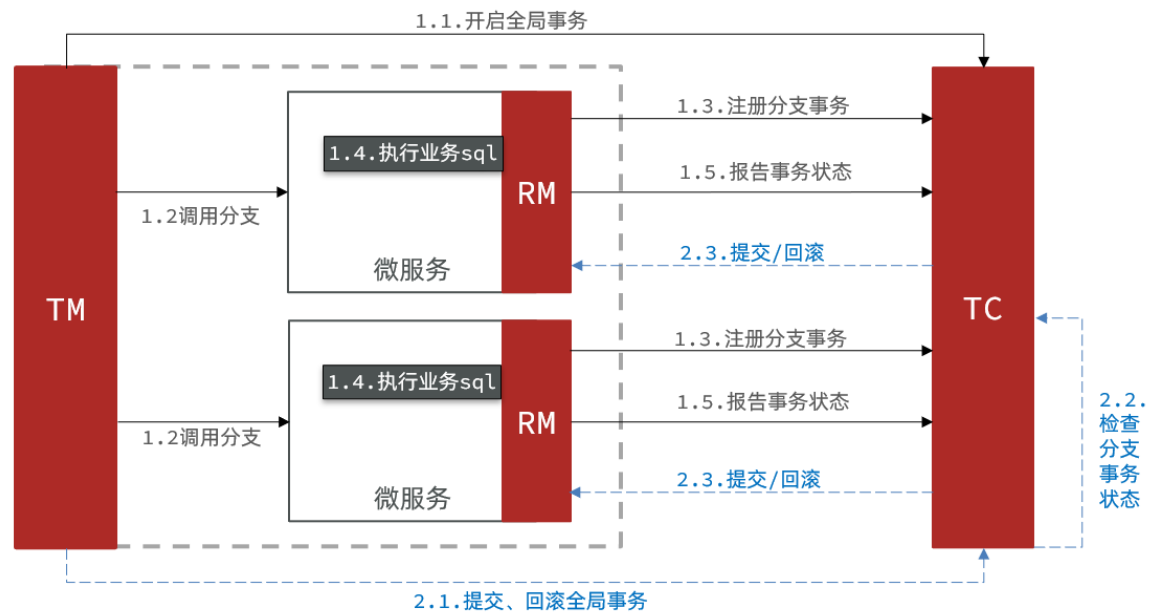 1.1.开启全局事务
TM
1.2调用分支
1.4.执行业务sql
RM
微服务
1.3.注册分支事务
1.5.报告事务状态
2.3.提交/回滚
TC
1.2调用分支
1.4.执行业务sql
RM
微服务
1.3.注册分支事务
1.5.报告事务状态
2.3.提交/回滚
2.2.
检查
分支
事务
状态
2.1.提交、回滚全局事务